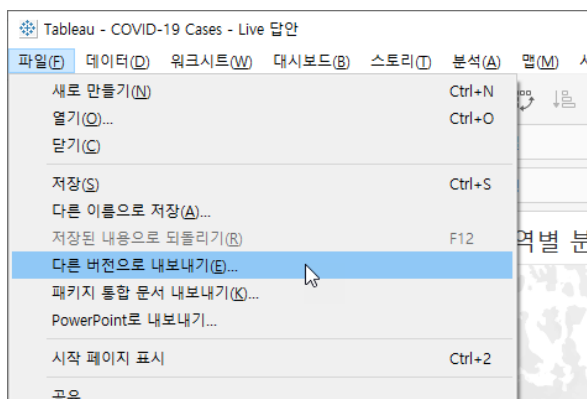 Tableau - COVID-19 Cases - Live 답안
파일(F) 데이터(D) 워크시트(W) 대시보드(B) 스토리(T) 분석(A) 맵(M)
새로 만들기(N) Ctrl+N
열기(O)... Ctrl+O
닫기(C)
저장(S) Ctrl+S
다른 이름으로 저장(A)...
저장된 내용으로 되돌리기(R) F12
역별 분
다른 버전으로 내보내기(E)...
패키지 통합 문서 내보내기(K)...
PowerPoint로 내보내기...
시작 페이지 표시 Ctrl+2
공유